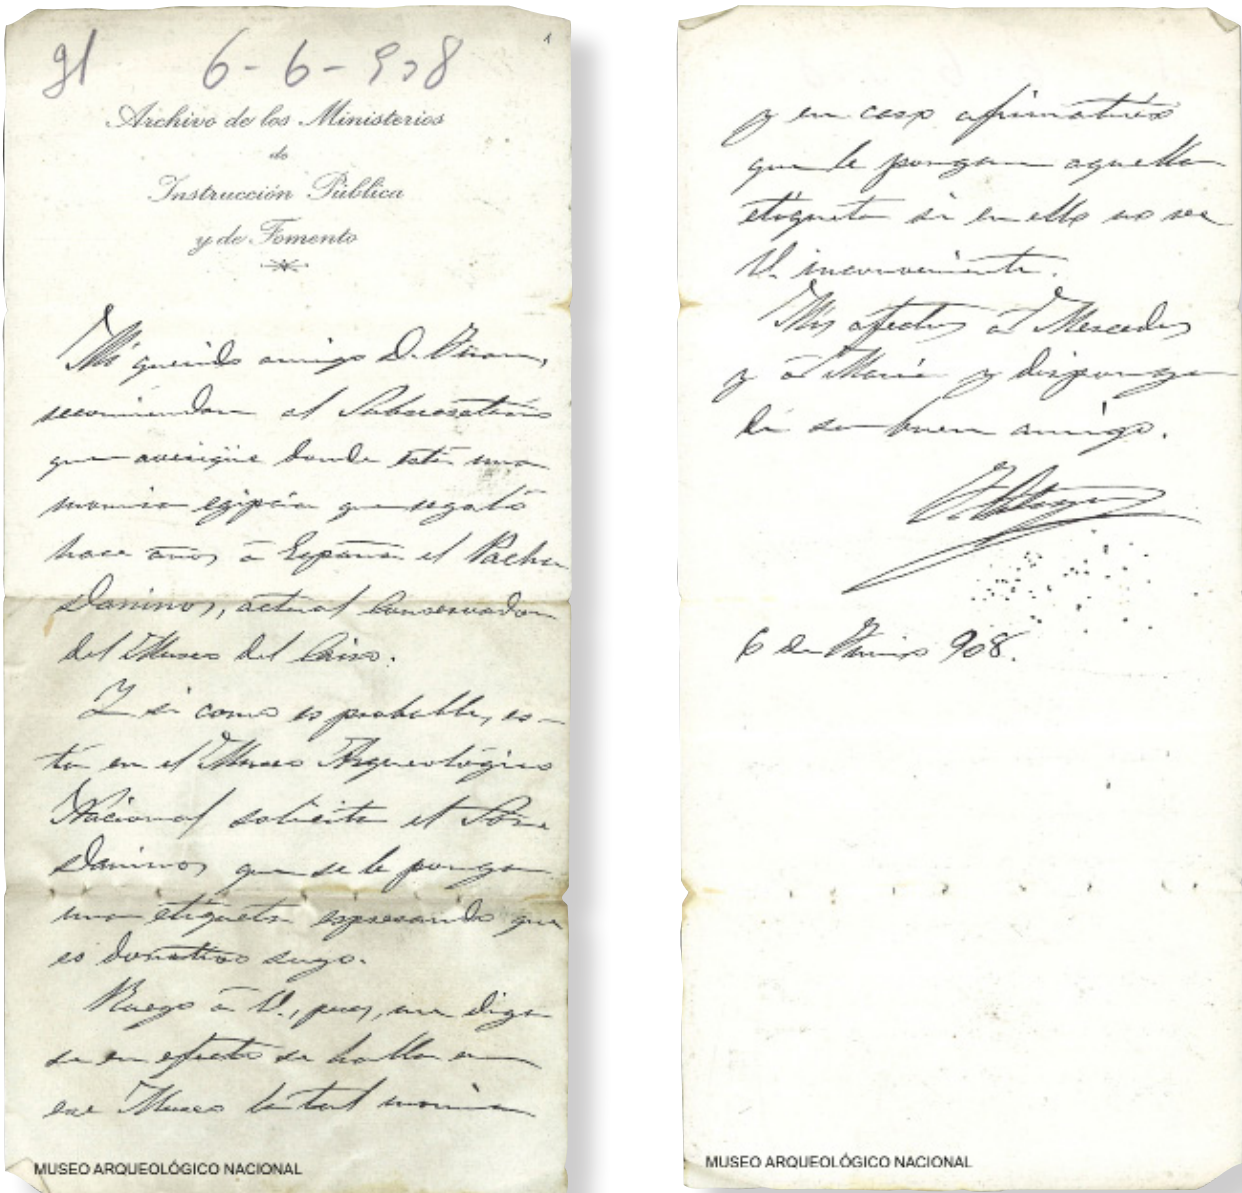 91 6-6-908
1
Archivo de los Ministerios
de
Instrucción Pública
y de Fomento
Mi querido amigo D.
recomiendan al Subsecretario
que averigüe donde está una
momia egipcia que regaló
hace años á España el Pacha
Daninos, actual Conservador
del Museo del Cairo.
Y si como es probable, es-
tá en el Museo Arqueológico
Nacional solicita el Sor.
Daninos que se le ponga
una etiqueta espresando que
es donativo suyo.
Ruego á V., pues, me diga
si en efecto se halla en
ese Museo la tal momia
MUSEO ARQUEOLÓGICO NACIONAL
y en caso afirmativo
que le pongan aquella
etiqueta si en ello no ve
V. inconveniente.
Mis afectos á Mercedes
y á María y disponga
de su buen amigo.
6 de Junio 908.
MUSEO ARQUEOLÓGICO NACIONAL